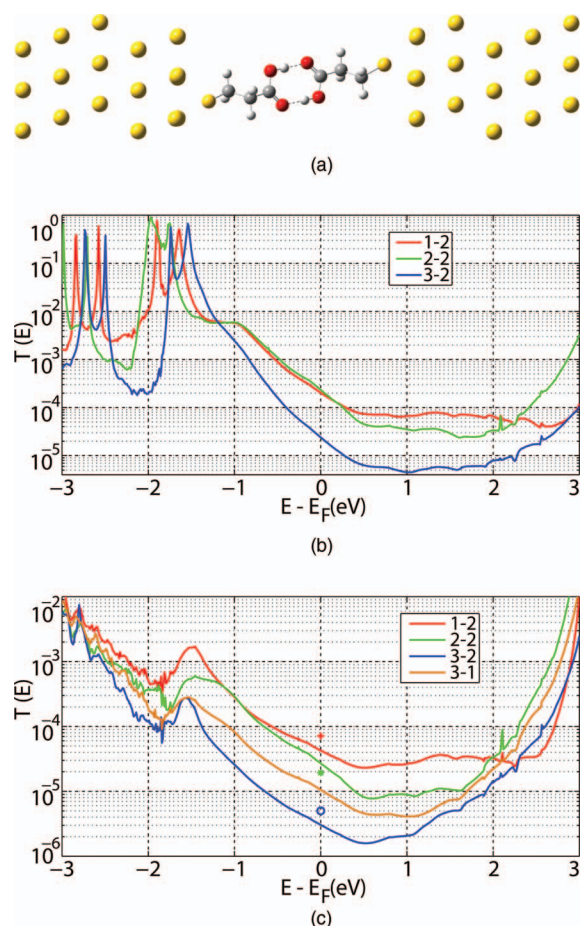 (a)
10⁰
10⁻¹
10⁻²
10⁻³
10⁻⁴
10⁻⁵
T (E)
1-2
2-2
3-2
−3 −2 −1 0 1 2 3
E - E_F(eV)
(b)
10⁻²
10⁻³
10⁻⁴
10⁻⁵
10⁻⁶
T (E)
1-2
2-2
3-2
3-1
−3 −2 −1 0 1 2 3
E - E_F(eV)
(c)